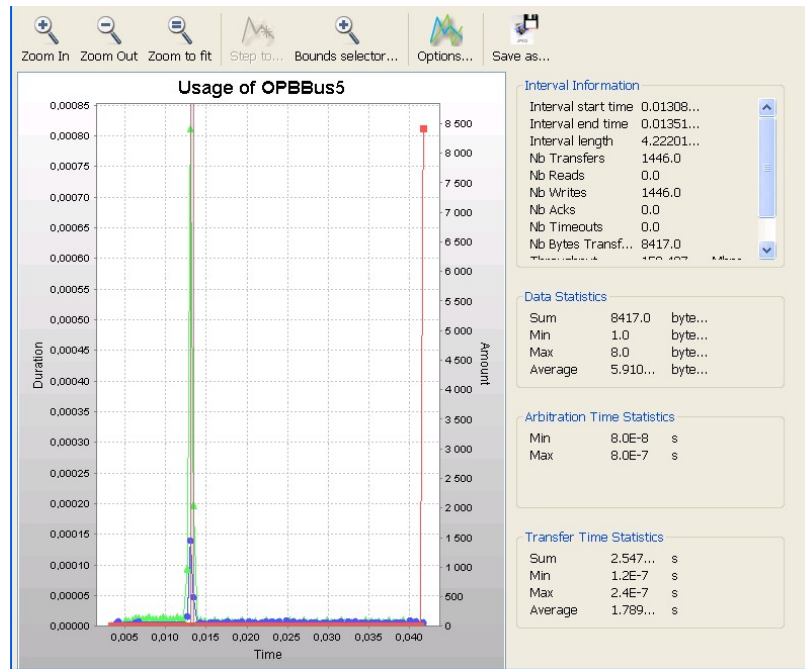 Zoom In Zoom Out Zoom to fit Step to... Bounds selector... Options... Save as...
Usage of OPBBus5
0,00085
0,00080
0,00075
0,00070
0,00065
0,00060
0,00055
0,00050
0,00045
0,00040
0,00035
0,00030
0,00025
0,00020
0,00015
0,00010
0,00005
0,00000
Duration
8 500
8 000
7 500
7 000
6 500
6 000
5 500
5 000
4 500
4 000
3 500
3 000
2 500
2 000
1 500
1 000
500
0
Amount
0,005 0,010 0,015 0,020 0,025 0,030 0,035 0,040
Time
Interval Information
Interval start time 0.01308...
Interval end time 0.01351...
Interval length 4.22201...
Nb Transfers 1446.0
Nb Reads 0.0
Nb Writes 1446.0
Nb Acks 0.0
Nb Timeouts 0.0
Nb Bytes Transf... 8417.0
Data Statistics
Sum 8417.0 byte...
Min 1.0 byte...
Max 8.0 byte...
Average 5.910... byte...
Arbitration Time Statistics
Min 8.0E-8 s
Max 8.0E-7 s
Transfer Time Statistics
Sum 2.547... s
Min 1.2E-7 s
Max 2.4E-7 s
Average 1.789... s